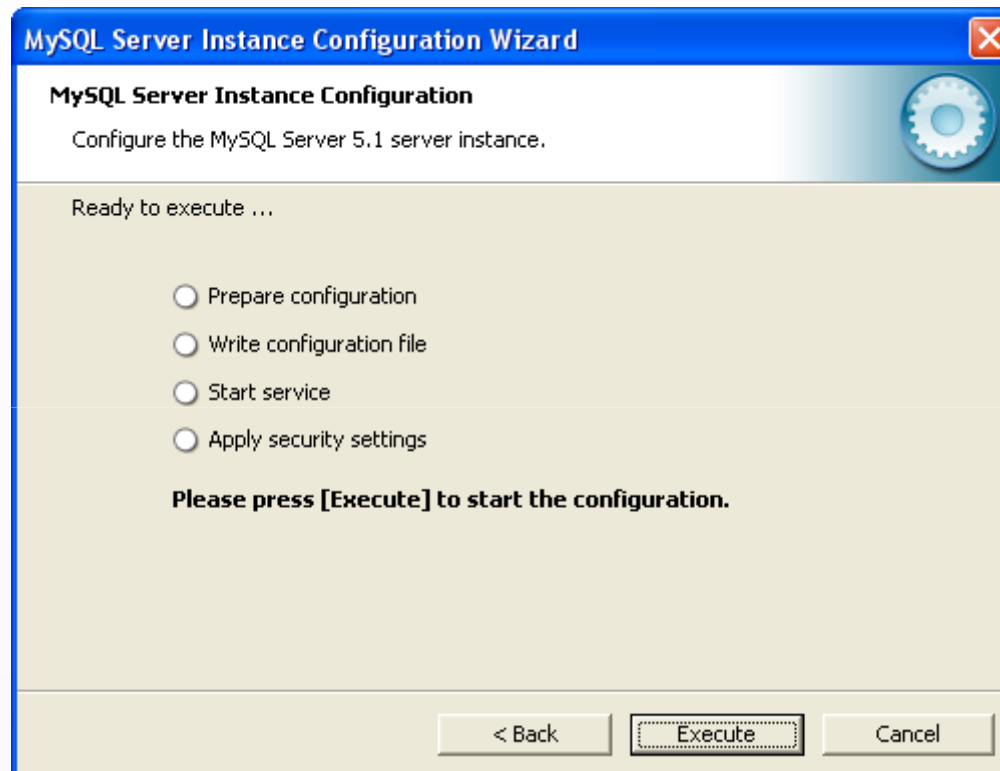 MySQL Server Instance Configuration Wizard
MySQL Server Instance Configuration
Configure the MySQL Server 5.1 server instance.
Ready to execute ...
Prepare configuration
Write configuration file
Start service
Apply security settings
Please press [Execute] to start the configuration.
< Back Execute Cancel